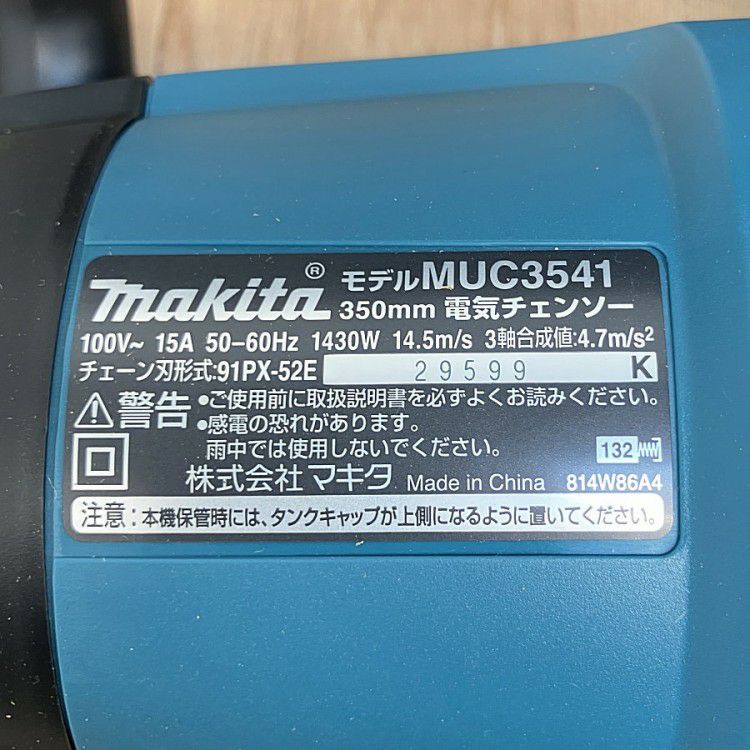 makita® モデルMUC3541
350mm 電気チェンソー
100V~ 15A 50-60Hz 1430W 14.5m/s 3軸合成値:4.7m/s²
チェーン刃形式:91PX-52E 29599 K
警告 •ご使用前に取扱説明書を必ずよくお読みください。
•感電の恐れがあります。
雨中では使用しないでください。
132
株式会社マキタ Made in China 814W86A4
注意:本機保管時には、タンクキャップが上側になるように置いてください。